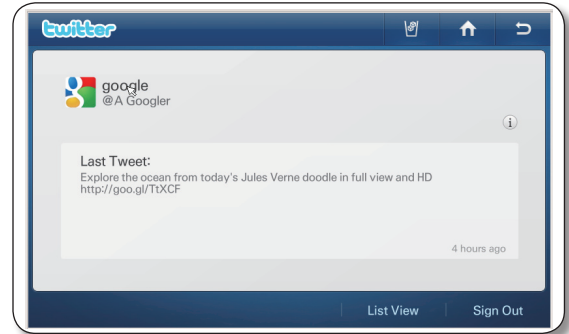 twitter
google
@A Googler
i
Last Tweet:
Explore the ocean from today's Jules Verne doodle in full view and HD
http://goo.gl/TtXCF
4 hours ago
List View
Sign Out